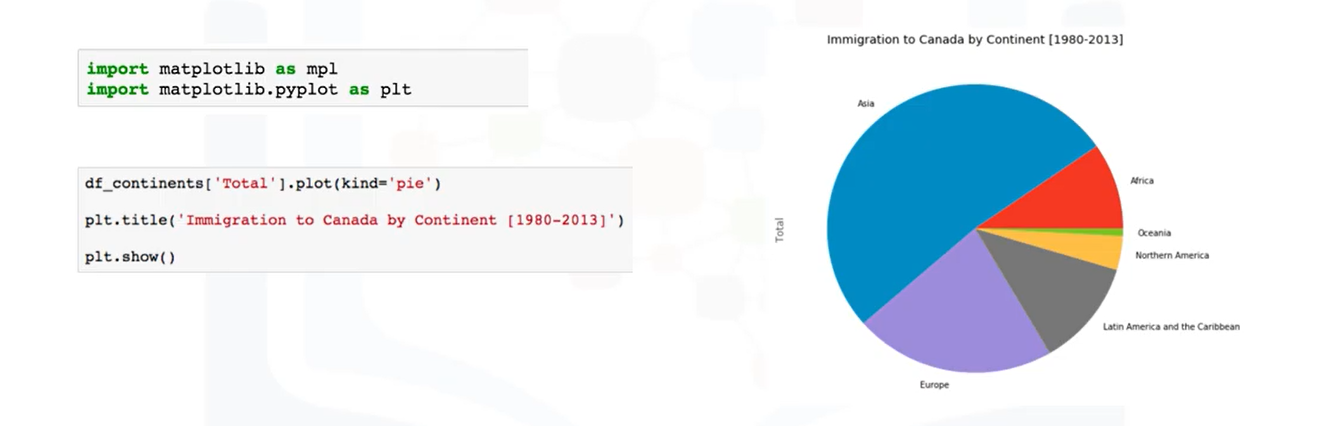 import matplotlib as mpl
import matplotlib.pyplot as plt
df_continents['Total'].plot(kind='pie')
plt.title('Immigration to Canada by Continent [1980-2013]')
plt.show()
Immigration to Canada by Continent [1980-2013]
Asia
Africa
Total
Oceania
Northern America
Latin America and the Caribbean
Europe